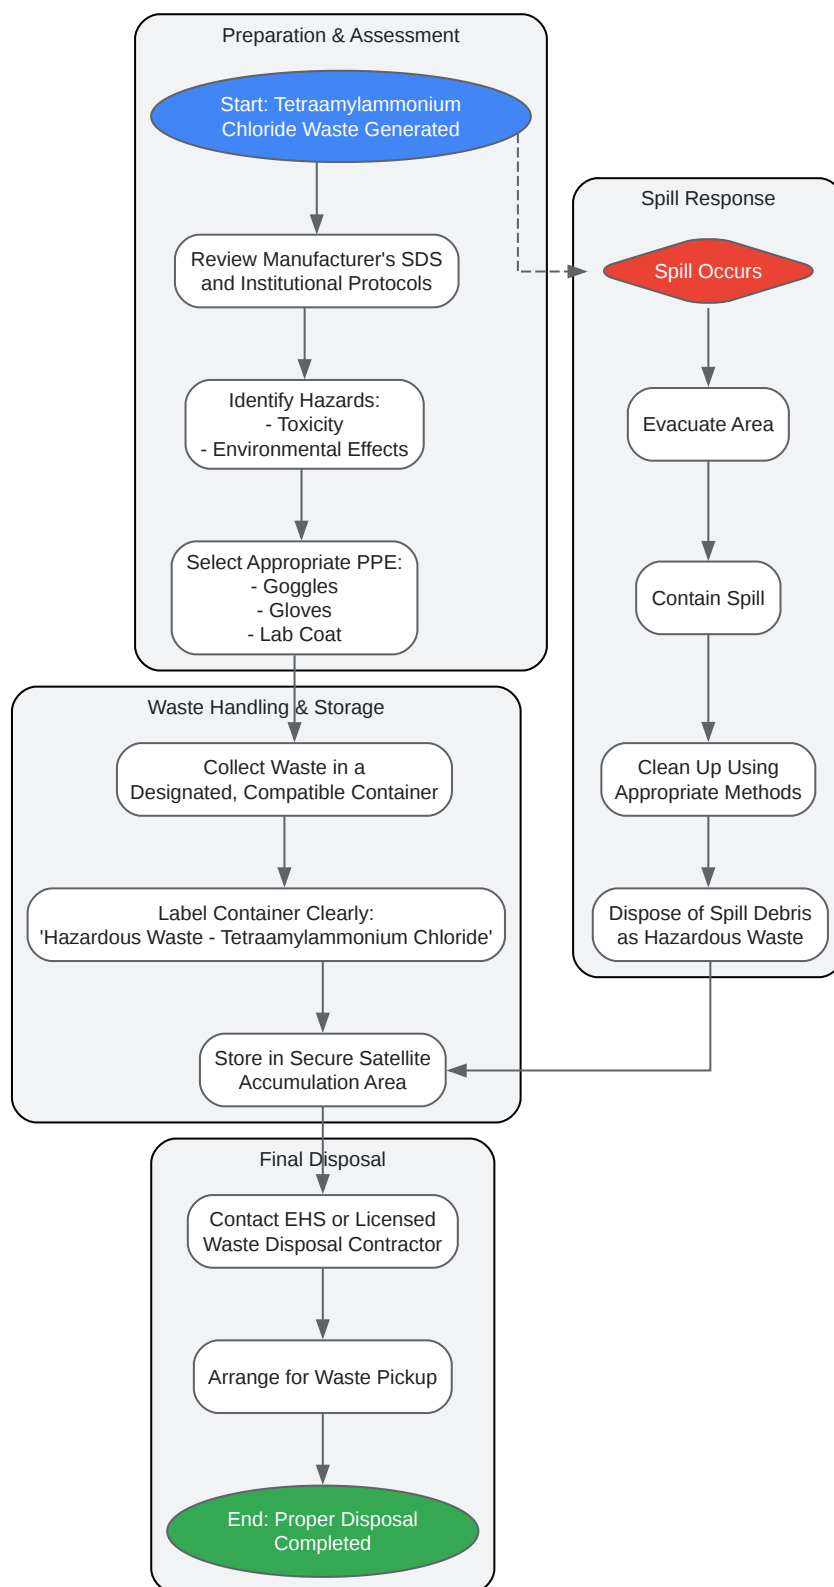 Preparation & Assessment
Start: Tetraamylammonium
Chloride Waste Generated
Review Manufacturer's SDS
and Institutional Protocols
Identify Hazards:
- Toxicity
- Environmental Effects
Select Appropriate PPE:
- Goggles
- Gloves
- Lab Coat
Spill Response
Spill Occurs
Evacuate Area
Contain Spill
Clean Up Using
Appropriate Methods
Dispose of Spill Debris
as Hazardous Waste
Waste Handling & Storage
Collect Waste in a
Designated, Compatible Container
Label Container Clearly:
'Hazardous Waste - Tetraamylammonium Chloride'
Store in Secure Satellite
Accumulation Area
Final Disposal
Contact EHS or Licensed
Waste Disposal Contractor
Arrange for Waste Pickup
End: Proper Disposal
Completed